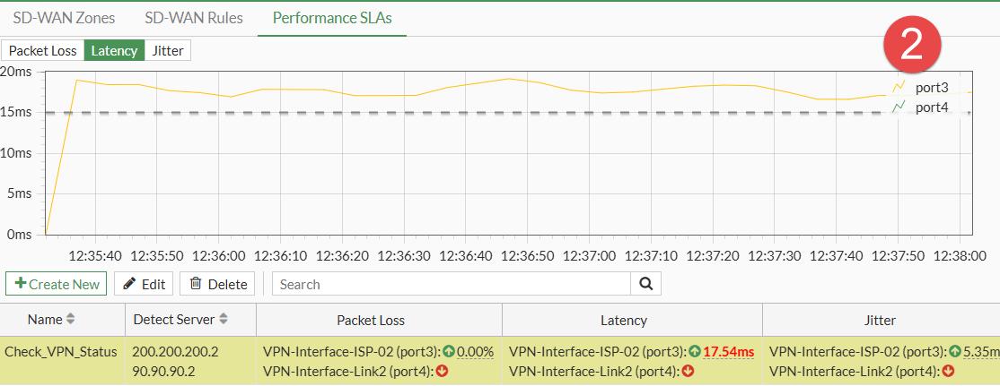 SD-WAN Zones SD-WAN Rules Performance SLAs
Packet Loss Latency Jitter
2
20ms
port3
port4
15ms
10ms
5ms
0ms
12:35:40 12:35:50 12:36:00 12:36:10 12:36:20 12:36:30 12:36:40 12:36:50 12:37:00 12:37:10 12:37:20 12:37:30 12:37:40 12:37:50 12:38:00
Create New Edit Delete Search
Name Detect Server Packet Loss Latency Jitter
Check_VPN_Status 200.200.200.2 VPN-Interface-ISP-02 (port3): 0.00% VPN-Interface-ISP-02 (port3): 17.54ms VPN-Interface-ISP-02 (port3): 5.35m
90.90.90.2 VPN-Interface-Link2 (port4): VPN-Interface-Link2 (port4): VPN-Interface-Link2 (port4):